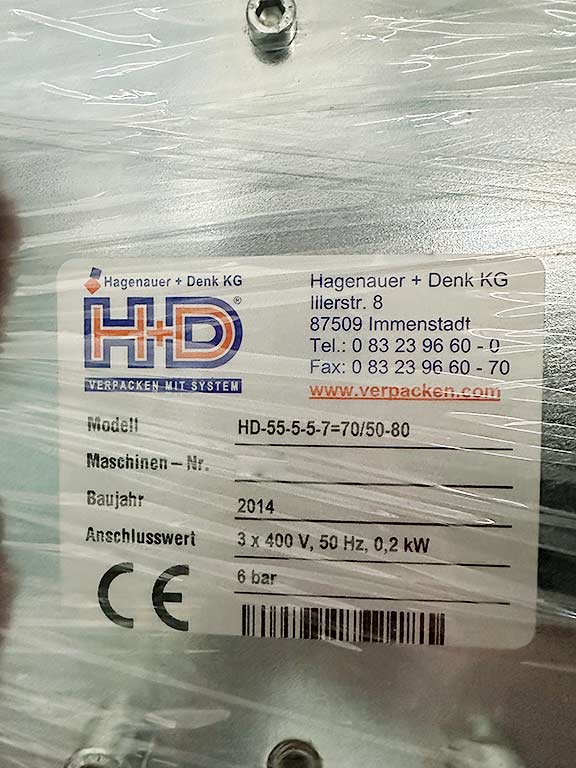 Hagenauer + Denk KG
H+D®
VERPACKEN MIT SYSTEM
Hagenauer + Denk KG
Illerstr. 8
87509 Immenstadt
Tel.: 0 83 23 96 60 - 0
Fax: 0 83 23 96 60 - 70
www.verpacken.com
Modell HD-55-5-5-7=70/50-80
Maschinen – Nr.
Baujahr 2014
Anschlusswert 3 x 400 V, 50 Hz, 0,2 kW
6 bar
CE